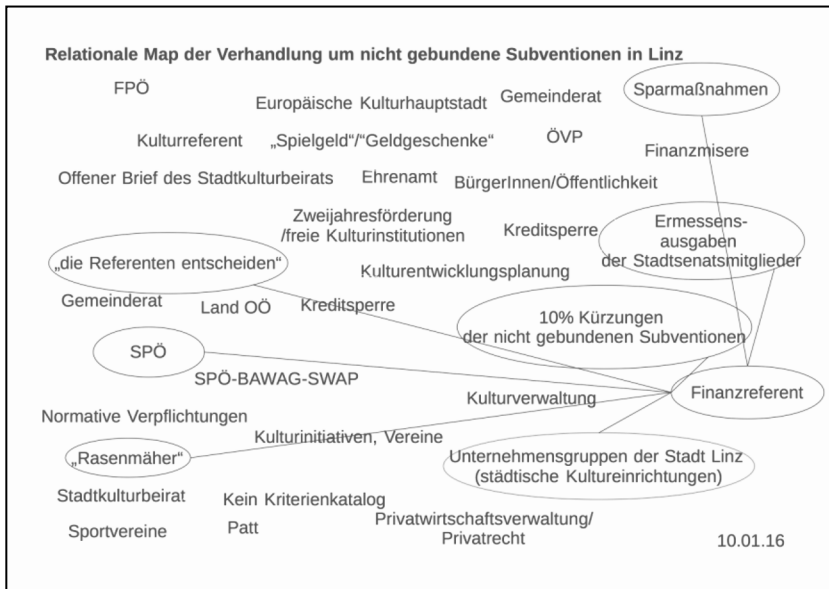 Relationale Map der Verhandlung um nicht gebundene Subventionen in Linz
FPÖ
Europäische Kulturhauptstadt
Gemeinderat
Sparmaßnahmen
Kulturreferent
„Spielgeld“/“Geldgeschenke“
ÖVP
Finanzmisere
Offener Brief des Stadtkulturbeirats
Ehrenamt
BürgerInnen/Öffentlichkeit
Zweijahresförderung
/freie Kulturinstitutionen
Kreditsperre
Ermessens-
ausgaben
der Stadtsenatsmitglieder
„die Referenten entscheiden“
Kulturentwicklungsplanung
Gemeinderat
Land OÖ
Kreditsperre
10% Kürzungen
der nicht gebundenen Subventionen
SPÖ
SPÖ-BAWAG-SWAP
Kulturverwaltung
Finanzreferent
Normative Verpflichtungen
Kulturinitiativen, Vereine
„Rasenmäher“
Unternehmensgruppen der Stadt Linz
(städtische Kultureinrichtungen)
Stadtkulturbeirat
Kein Kriterienkatalog
Sportvereine
Patt
Privatwirtschaftsverwaltung/
Privatrecht
10.01.16